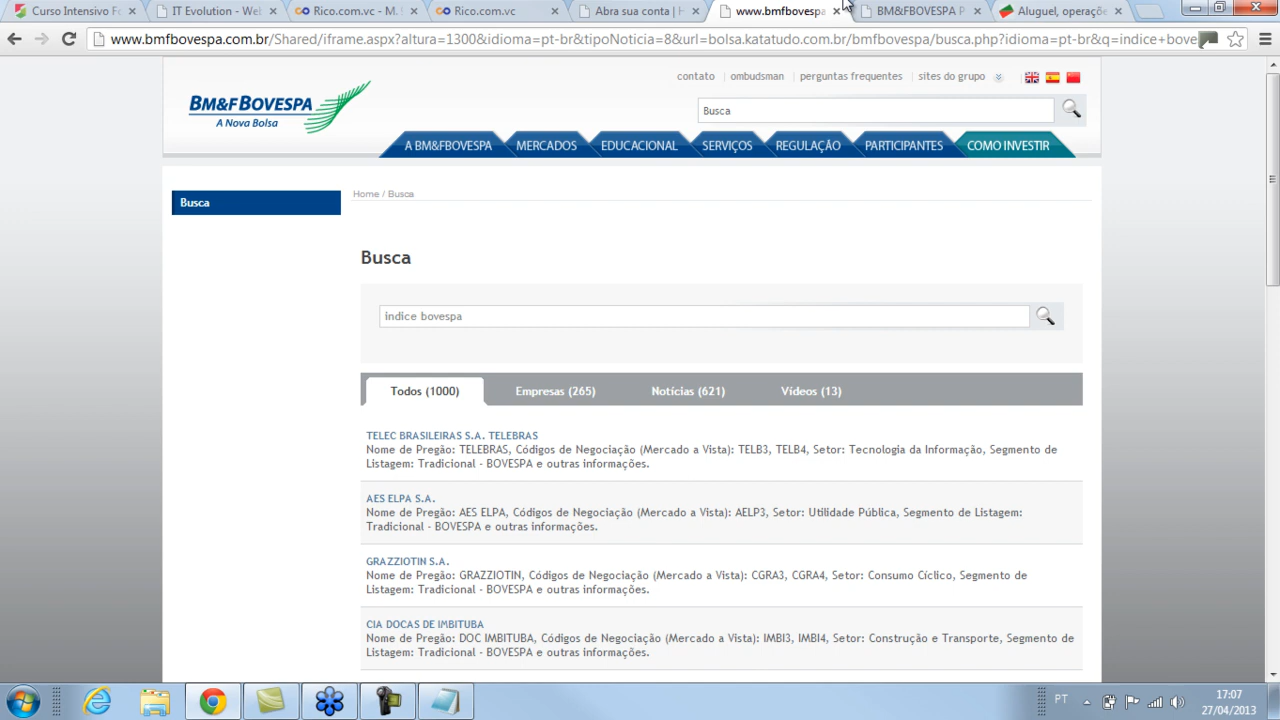 Curso Intensivo Fo
IT Evolution - Web
Rico.com.vc - M. E
Rico.com.vc
Abra sua conta | H
www.bmfbovespa
BM&FBOVESPA P
Aluguel, operaçõe
www.bmfbovespa.com.br/Shared/iframe.aspx?altura=1300&idioma=pt-br&tipoNoticia=8&url=bolsa.katatudo.com.br/bmfbovespa/busca.php?idioma=pt-br&q=indice+bove
contato | ombudsman | perguntas frequentes | sites do grupo
BM&FBOVESPA
A Nova Bolsa
Busca
A BM&FBOVESPA MERCADOS EDUCACIONAL SERVIÇOS REGULAÇÃO PARTICIPANTES COMO INVESTIR
Busca
Home / Busca
Busca
indice bovespa
Todos (1000) Empresas (265) Notícias (621) Vídeos (13)
TELEC BRASILEIRAS S.A. TELEBRAS
Nome de Pregão: TELEBRAS, Códigos de Negociação (Mercado a Vista): TELB3, TELB4, Setor: Tecnologia da Informação, Segmento de
Listagem: Tradicional - BOVESPA e outras informações.
AES ELPA S.A.
Nome de Pregão: AES ELPA, Códigos de Negociação (Mercado a Vista): AELP3, Setor: Utilidade Pública, Segmento de Listagem:
Tradicional - BOVESPA e outras informações.
GRAZZIOTIN S.A.
Nome de Pregão: GRAZZIOTIN, Códigos de Negociação (Mercado a Vista): CGRA3, CGRA4, Setor: Consumo Cíclico, Segmento de
Listagem: Tradicional - BOVESPA e outras informações.
CIA DOCAS DE IMBITUBA
Nome de Pregão: DOC IMBITUBA, Códigos de Negociação (Mercado a Vista): IMBI3, IMBI4, Setor: Construção e Transporte, Segmento de
Listagem: Tradicional - BOVESPA e outras informações.
PT
17:07
27/04/2013